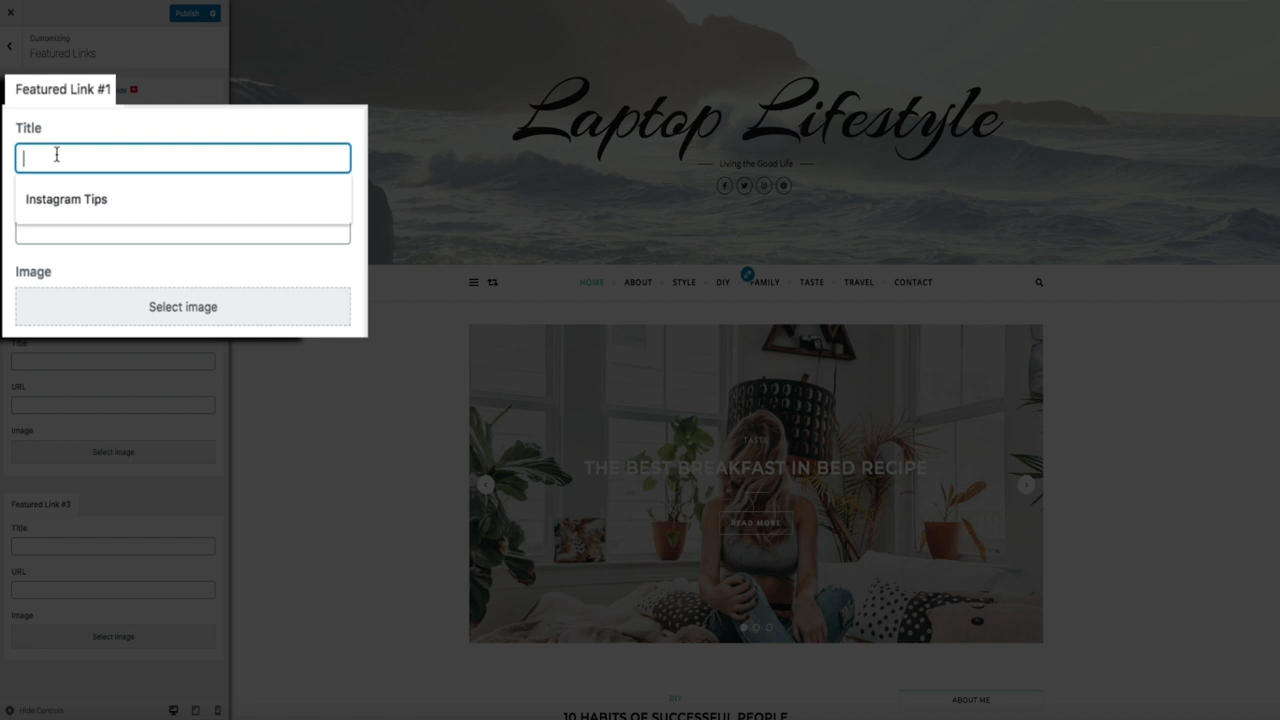 Publish
Customizing
Featured Links
Featured Link #1
Title
Instagram Tips
Image
Select image
Title
URL
Image
Select image
Featured Link #3
Title
URL
Image
Select image
Hide Controls
Laptop Lifestyle
Living the Good Life
HOME ABOUT STYLE DIY FAMILY TASTE TRAVEL CONTACT
TASTE
THE BEST BREAKFAST IN BED RECIPE
READ MORE
DIY
10 HABITS OF SUCCESSFUL PEOPLE
ABOUT ME